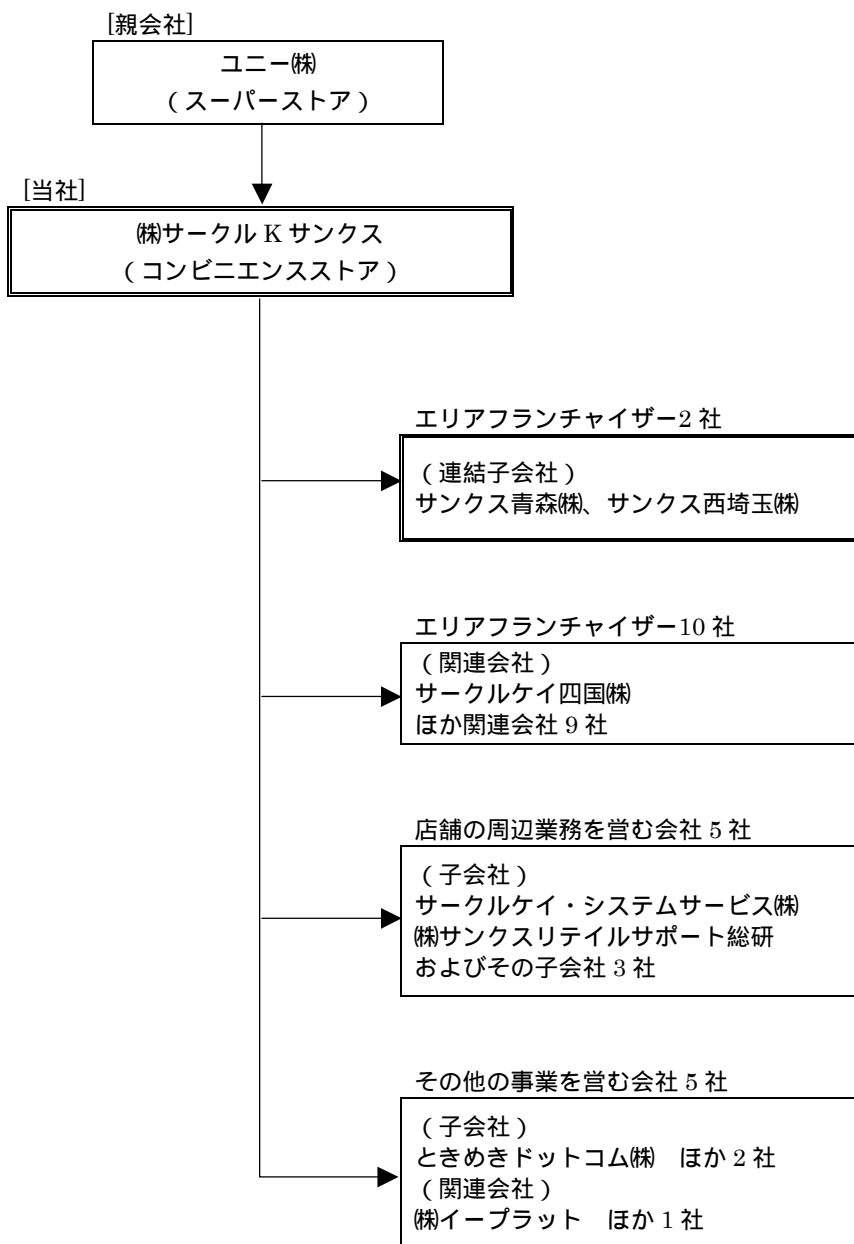 [親会社]
ユニー㈱
(スーパーストア)
[当社]
㈱サークル K サンクス
(コンビニエンスストア)
エリアフランチャイザー2 社
(連結子会社)
サンクス青森㈱、サンクス西埼玉㈱
エリアフランチャイザー10 社
(関連会社)
サークルケイ四国㈱
ほか関連会社 9 社
店舗の周辺業務を営む会社 5 社
(子会社)
サークルケイ・システムサービス㈱
㈱サンクスリテイルサポート総研
およびその子会社 3 社
その他の事業を営む会社 5 社
(子会社)
ときめきドットコム㈱ ほか 2 社
(関連会社)
㈱イープラット ほか 1 社